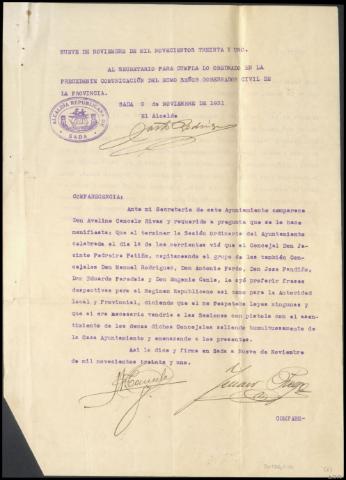 NUEVE DE NOVIEMBRE DE MIL NOVECIENTOS TREINTA Y UNO.
AL SECRETARIO PARA CUMPLA LO ORDENADO EN LA
PRECEDENTE COMUNICACIÓN DEL EXMO SEÑOR GOBERNADOR CIVIL DE
LA PROVINCIA.
SADA 9 de NOVIEMBRE DE 1931
El Alcalde
ALCALDIA REPUBLICANA DE
SADA
COMPARECENCIA:
Ante mi Secretario de este Ayuntamiento comparece
Don Avelino Cancelo Rivas y requerido a pregunta que se le hace
manifiesta: Que al terminar la Sesión ordinaria del Ayuntamiento
celebrada el dia 18 de los corrientes vió que el Concejal Don Ja-
cinto Pedreira Patiño, capitaneando el grupo de los también Con-
cejales Don Manuel Rodriguez, Don Antonio Pardo, Don Jose Fandiño,
Don Eduardo Faraldo y Don Eugenio le oyó preferir frases
despectivas para el Regimen Republicano asi como para la Autoridad
local y Provincial, diciendo que el no Respetaba Leyes ningunas y
que si era necesario vendria a las Sesiones con pistola con el asen-
timiento de los demas dichos Concejales saliendo tumultuosamente de
la Casa Ayuntamiento y amenazando a los presentes.
Asi lo dice y firma en Sada a Nueve de Noviembre
de mil novecientos treinta y uno.
COMPARE-